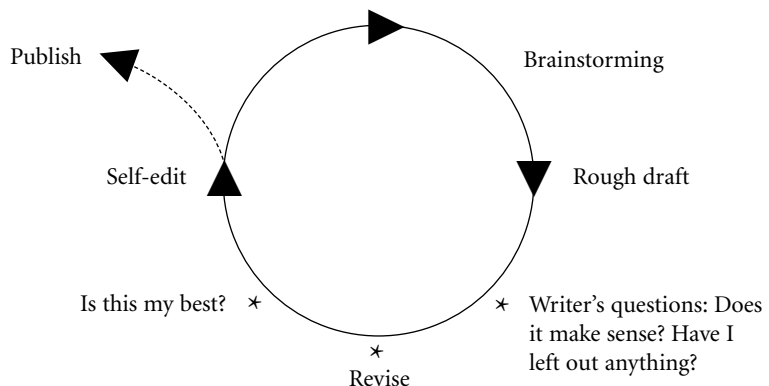 Publish
Brainstorming
Self-edit
Rough draft
Is this my best?
Writer’s questions: Does
it make sense? Have I
left out anything?
Revise